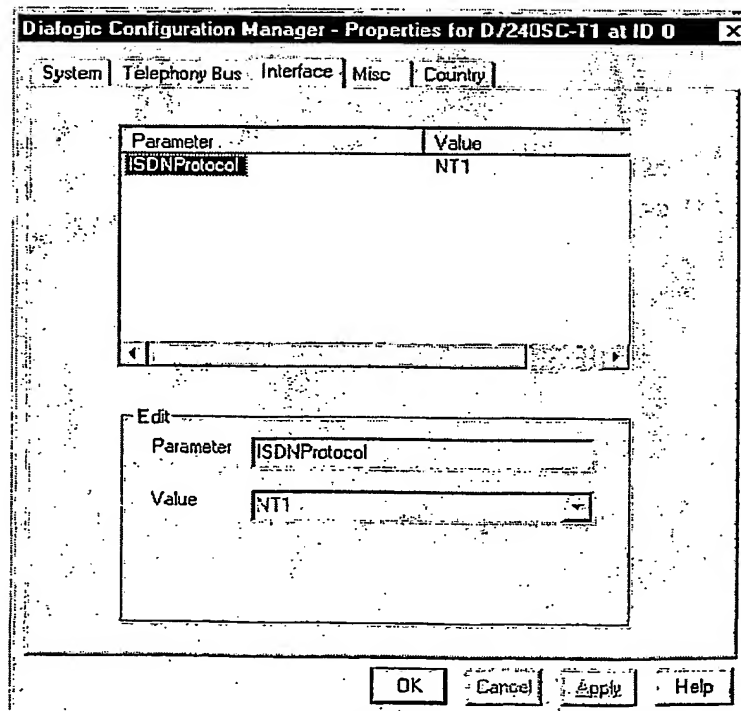 Dialogic Configuration Manager - Properties for D/240SC-T1 at ID 0
System Telephony Bus Interface Misc Country
Parameter Value
ISDNProtocol NT1
Edit
Parameter ISDNProtocol
Value NT1
OK Cancel Apply Help